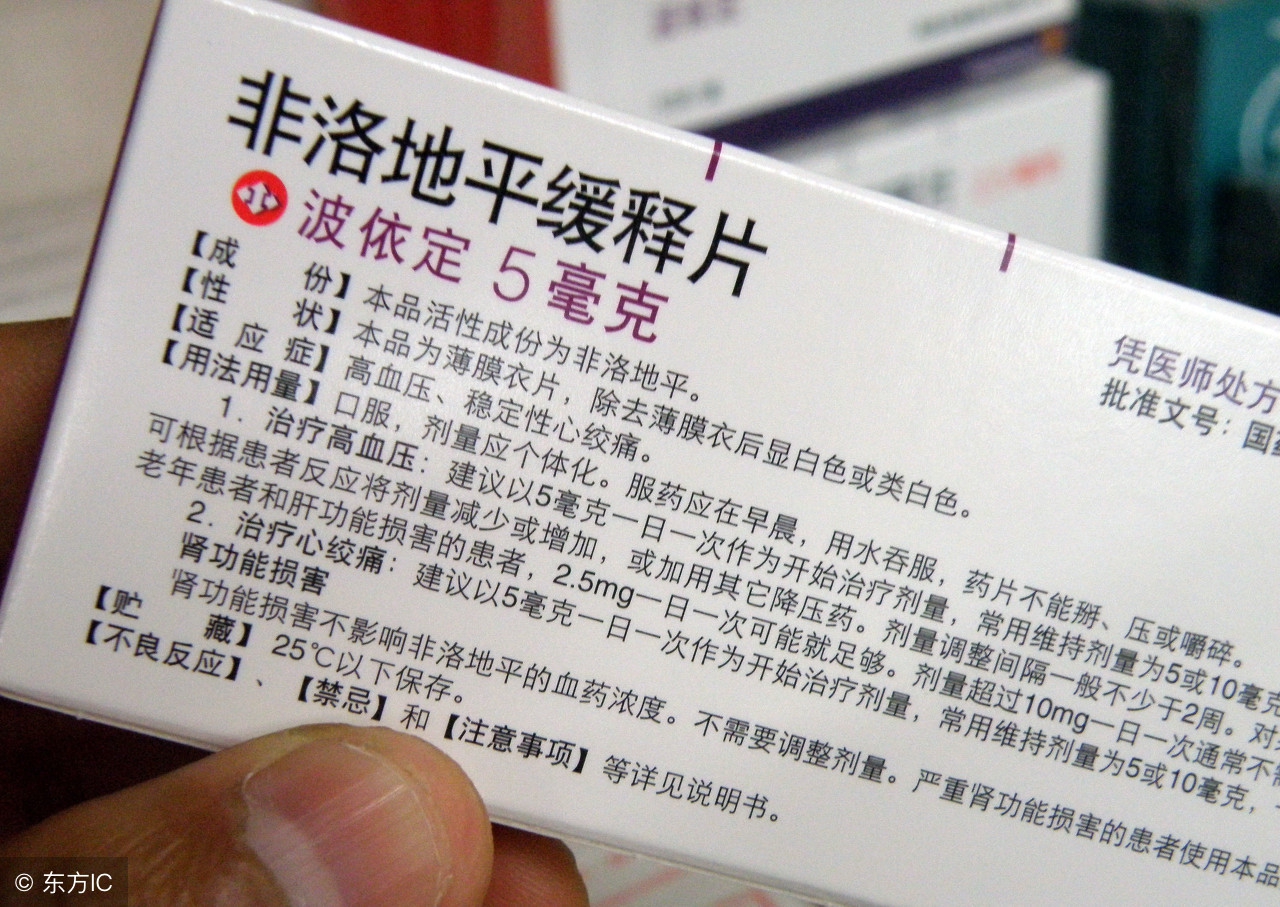 非洛地平缓释片
波依定 5毫克
凭医师处方
批准文号：国
【成份】本品活性成份为非洛地平。
【性状】本品为薄膜衣片，除去薄膜衣后显白色或类白色。
【适应症】高血压、稳定性心绞痛。
【用法用量】口服，剂量应个体化。服药应在早晨，用水吞服，药片不能掰、压或嚼碎。
1．治疗高血压：建议以5毫克一日一次作为开始治疗剂量，常用维持剂量为5或10毫克
可根据患者反应将剂量减少或增加，或加用其它降压药。剂量调整间隔一般不少于2周。对
老年患者和肝功能损害的患者，2.5mg一日一次可能就足够。剂量超过10mg一日一次通常不
2．治疗心绞痛：建议以5毫克一日一次作为开始治疗剂量，常用维持剂量为5或10毫克，
肾功能损害
肾功能损害不影响非洛地平的血药浓度。不需要调整剂量。严重肾功能损害的患者使用本品
【贮藏】25℃以下保存。
【不良反应】、【禁忌】和【注意事项】等详见说明书。
© 东方IC